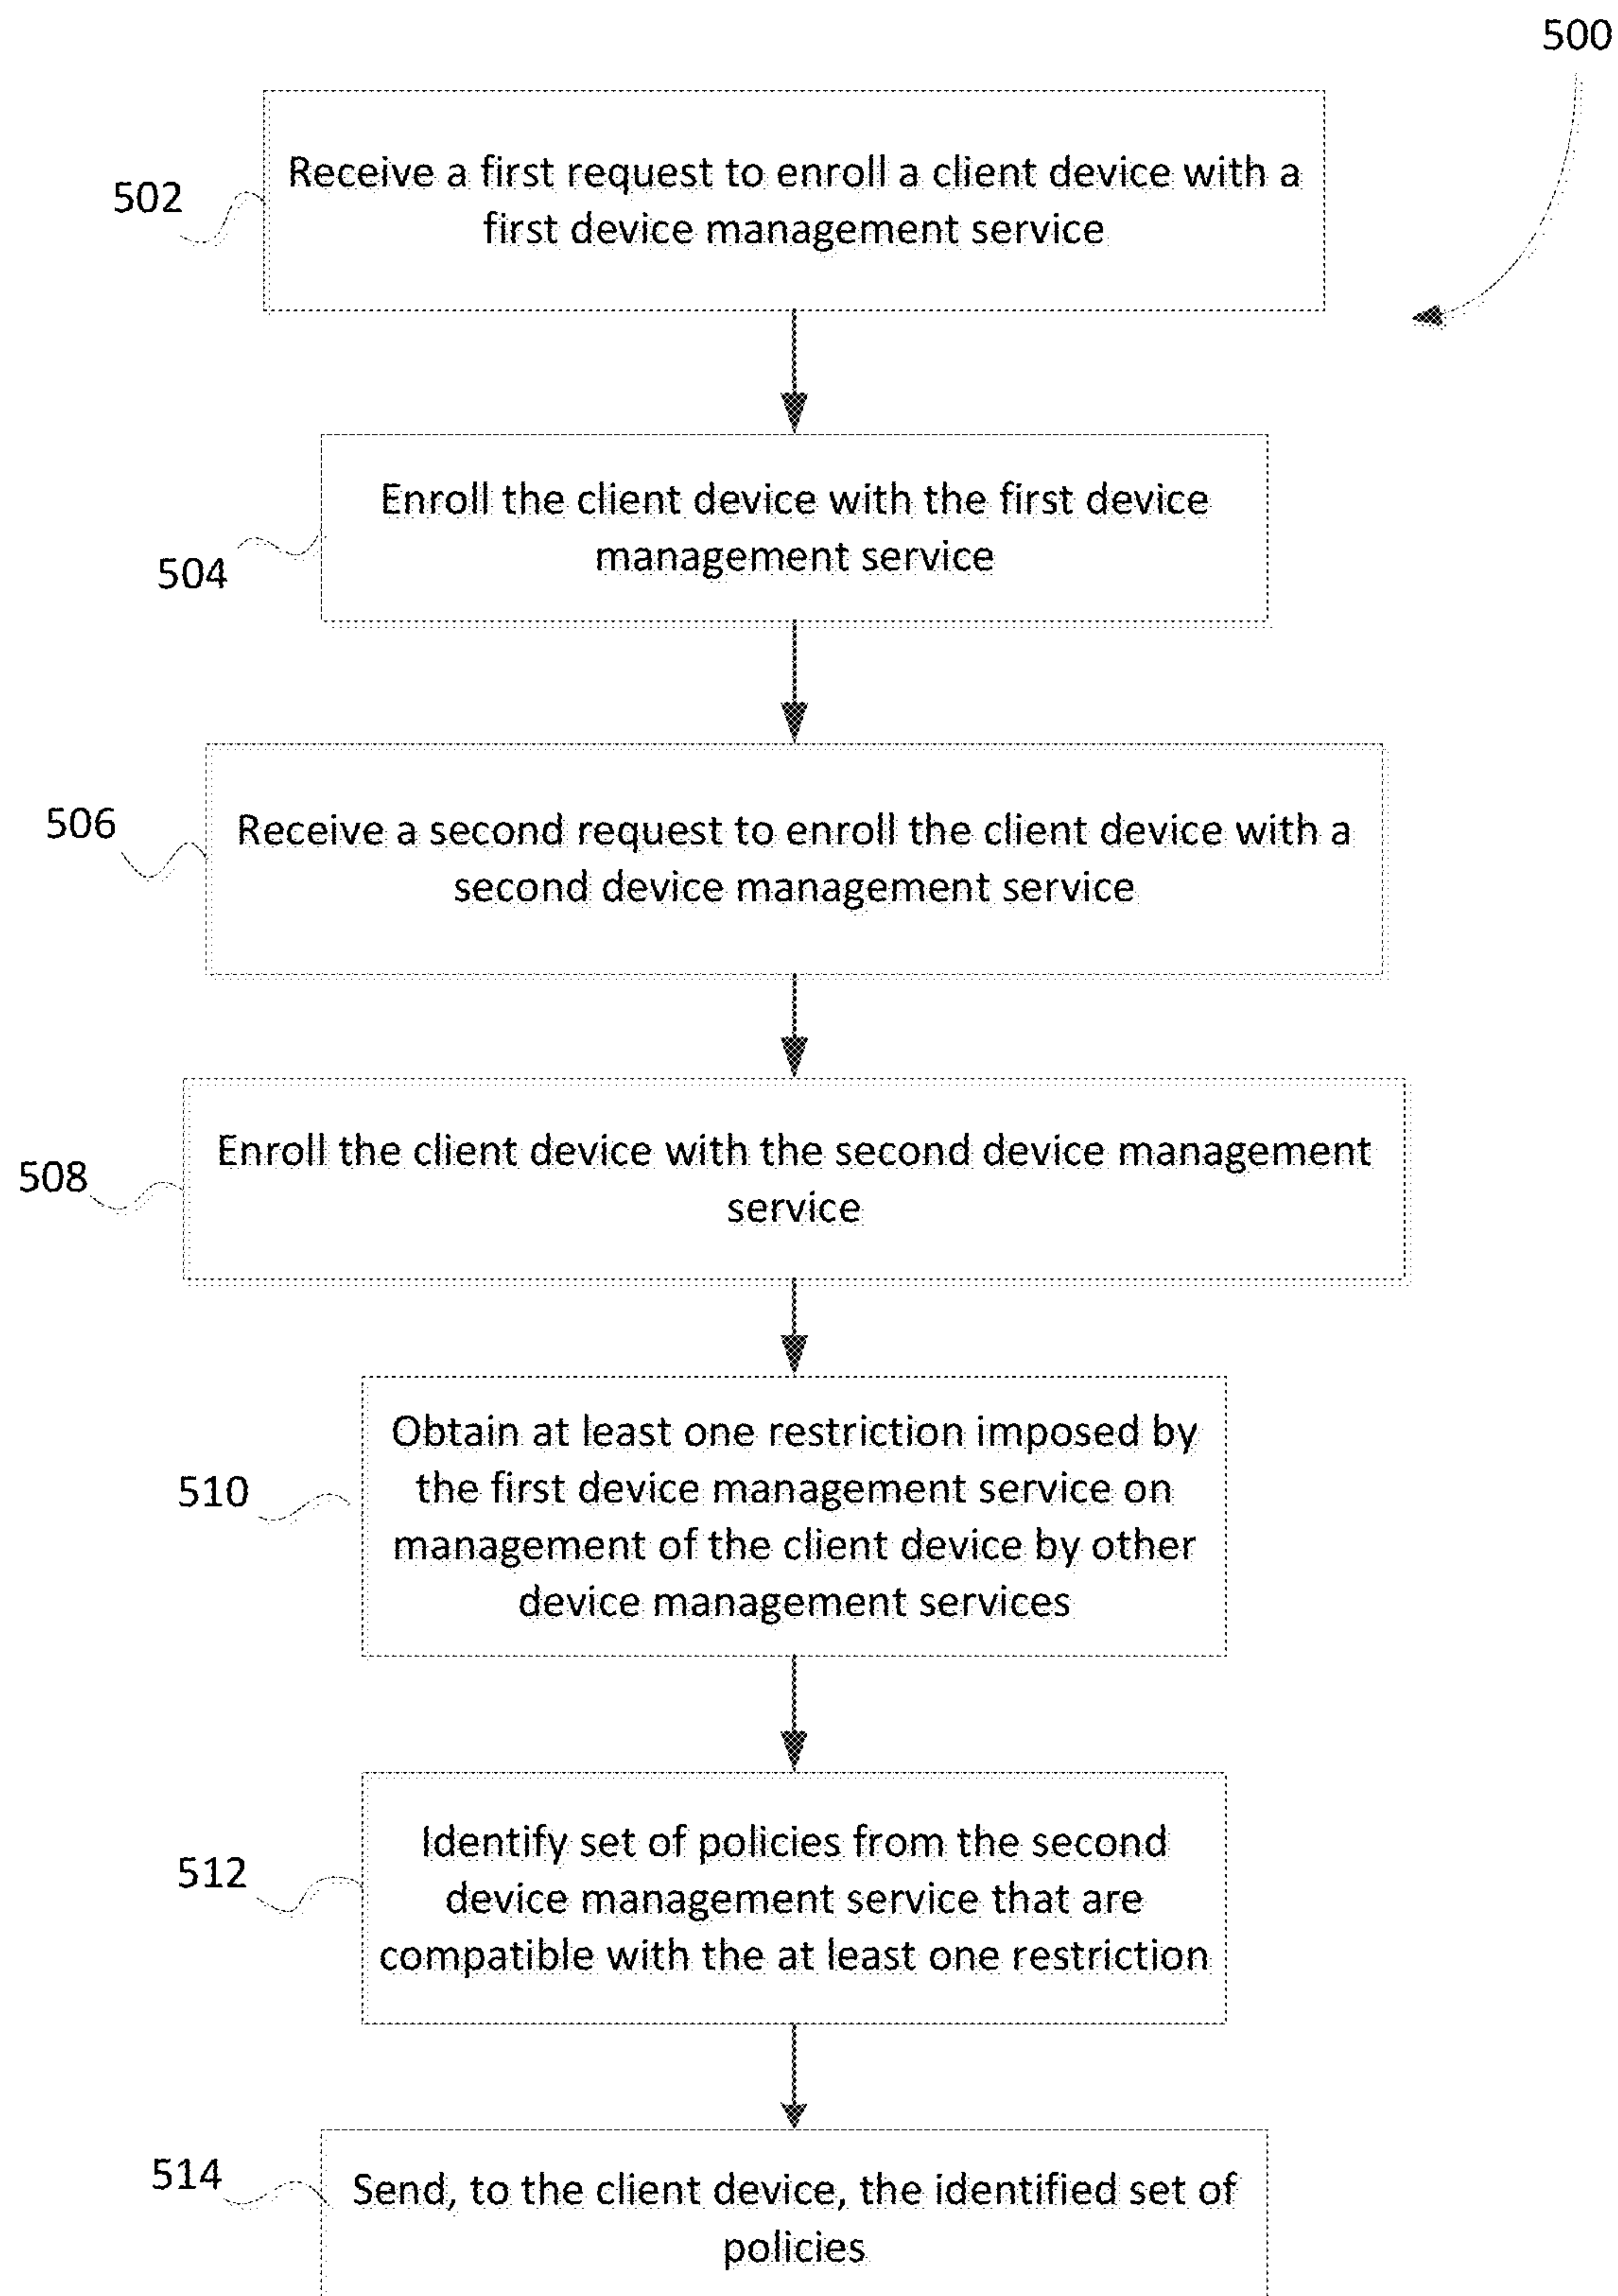 500
502
Receive a first request to enroll a client device with a
first device management service
504
Enroll the client device with the first device
management service
506
Receive a second request to enroll the client device with a
second device management service
508
Enroll the client device with the second device management
service
510
Obtain at least one restriction imposed by
the first device management service on
management of the client device by other
device management services
512
Identify set of policies from the second
device management service that are
compatible with the at least one restriction
514
Send, to the client device, the identified set of
policies